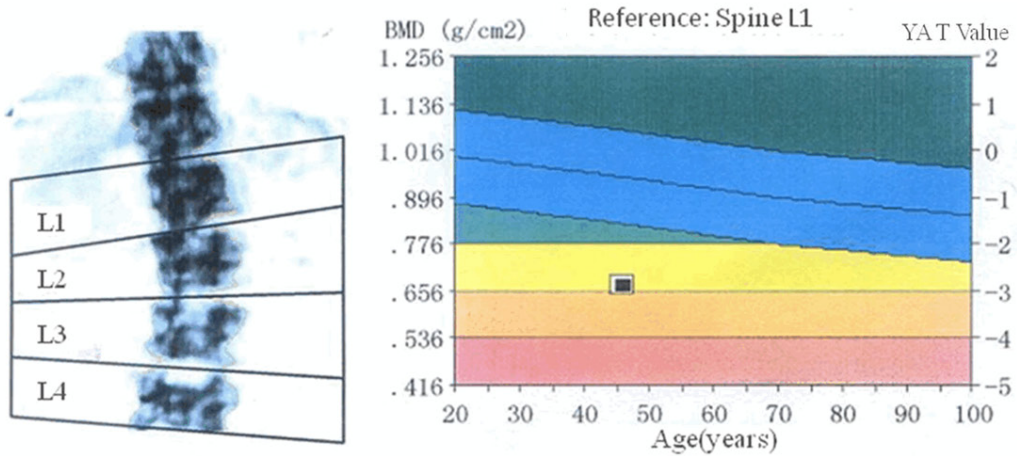 L1
L2
L3
L4
Reference: Spine L1
BMD (g/cm2)
YAT Value
1.256
1.136
1.016
.896
.776
.656
.536
.416
2
1
0
-1
-2
-3
-4
-5
20 30 40 50 60 70 80 90 100
Age(years)